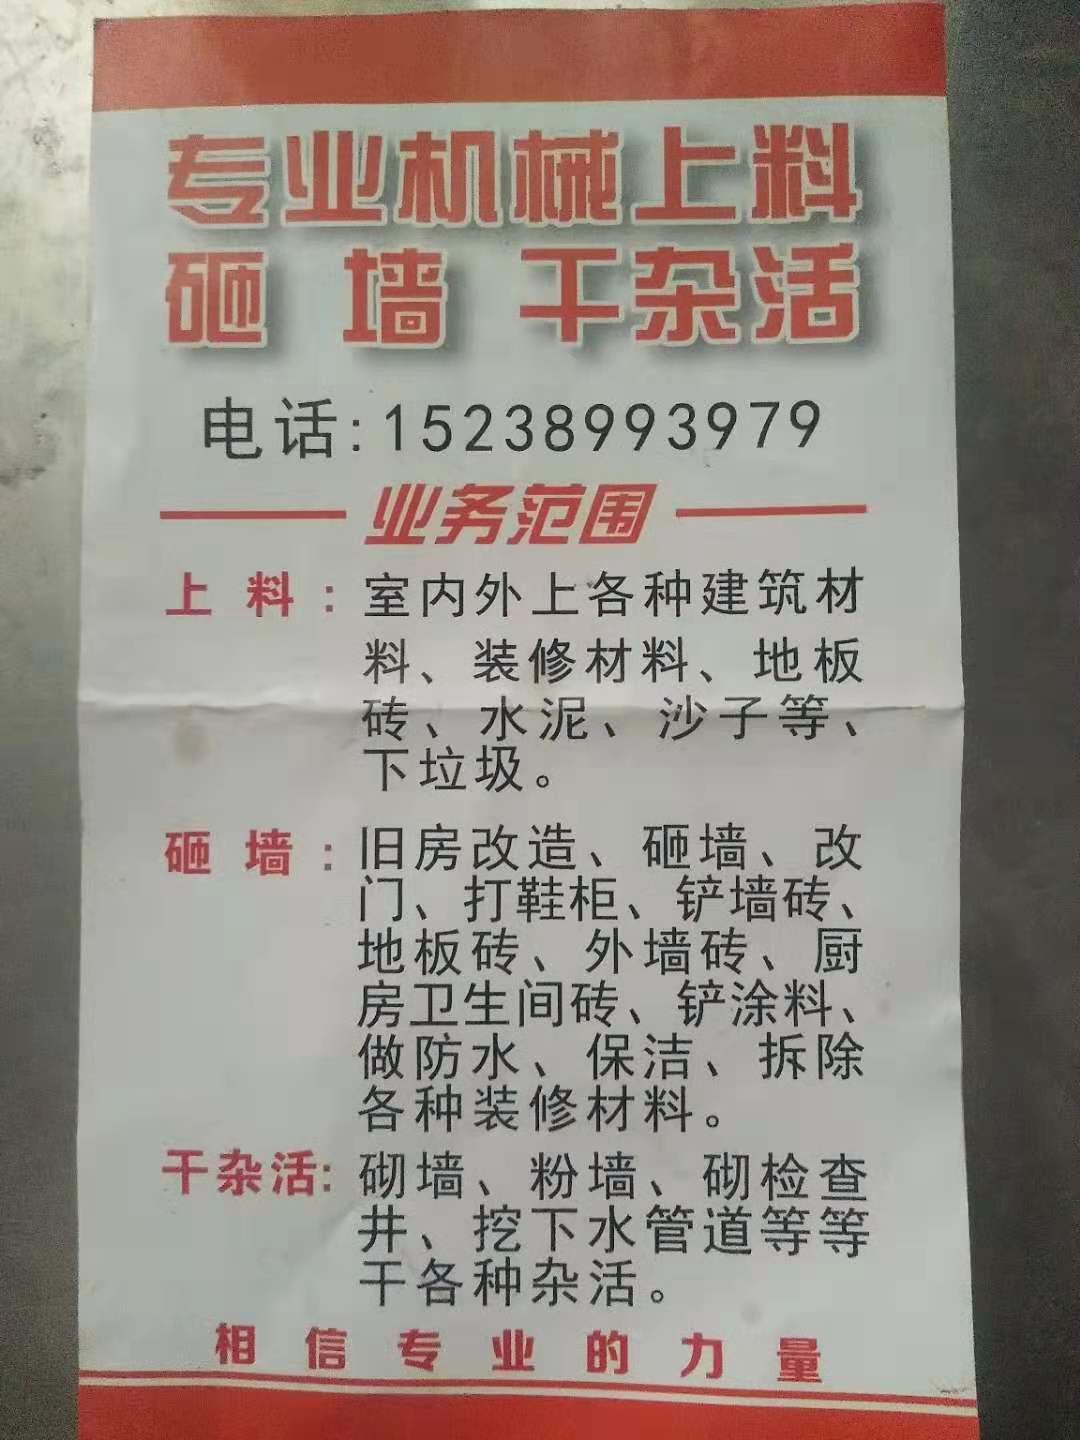 专业机械上料
砸 墙 干杂活
电话:15238993979
业务范围
上料:室内外上各种建筑材
料、装修材料、地板
砖、水泥、沙子等、
下垃圾。
砸墙:旧房改造、砸墙、改
门、打鞋柜、铲墙砖、
地板砖、外墙砖、厨
房卫生间砖、铲涂料、
做防水、保洁、拆除
各种装修材料。
干杂活:砌墙、粉墙、砌检查
井、挖下水管道等等
干各种杂活。
相信专业的力量